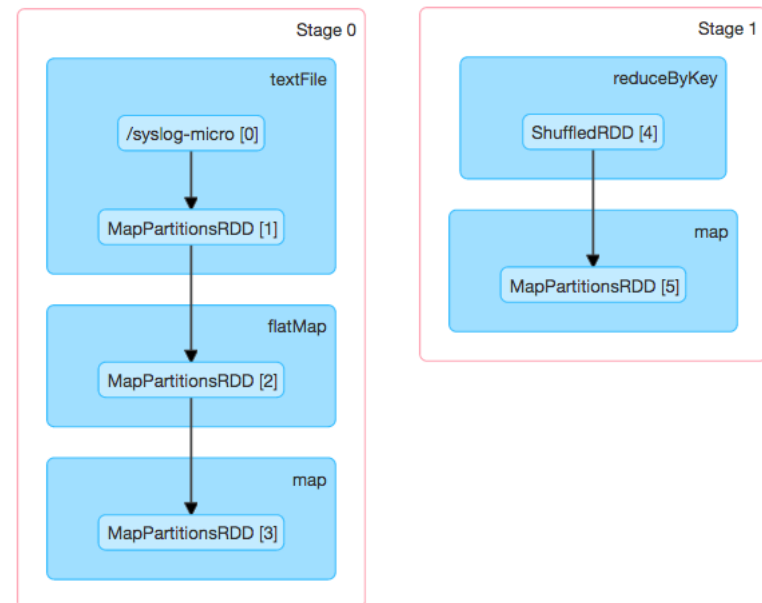 Stage 0
textFile
/syslog-micro [0]
MapPartitionsRDD [1]
flatMap
MapPartitionsRDD [2]
map
MapPartitionsRDD [3]
Stage 1
reduceByKey
ShuffledRDD [4]
map
MapPartitionsRDD [5]